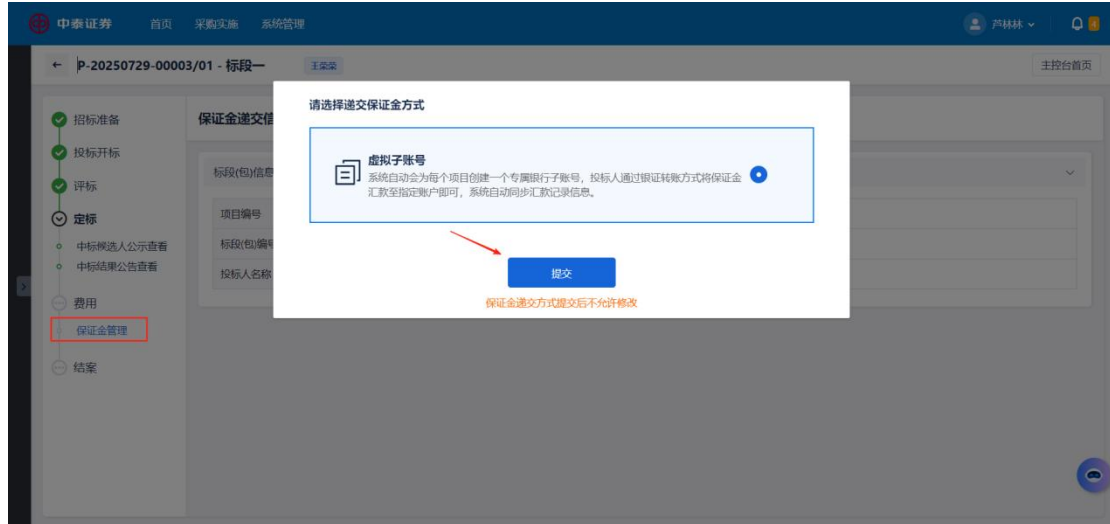 中泰证券 首页 采购实施 系统管理 芦林林
P-20250729-00003/01 - 标段一 王荣荣 主控台首页
招标准备
投标开标
评标
定标
中标候选人公示查看
中标结果公告查看
费用
保证金管理
结案
保证金递交信
标段(包)信息
项目编号
标段(包)编号
投标人名称
请选择递交保证金方式
虚拟子账号
系统自动会为每个项目创建一个专属银行子账号，投标人通过银证转账方式将保证金
汇款至指定账户即可，系统自动同步汇款记录信息。
提交
保证金递交方式提交后不允许修改